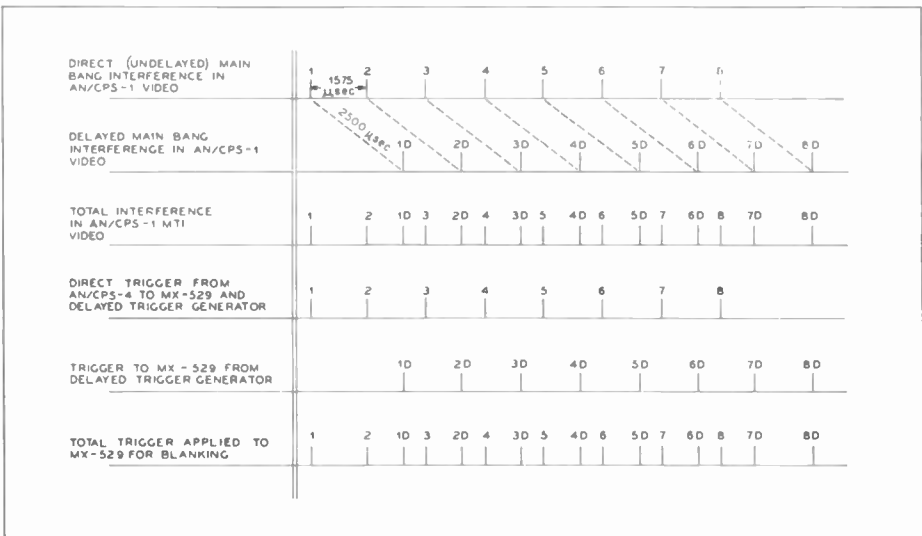 DIRECT (UNDELAYED) MAIN
BANG INTERFERENCE IN
AN/CPS-1 VIDEO
1 2 3 4 5 6 7 8
1575
μsec
2500 μsec
DELAYED MAIN BANG
INTERFERENCE IN AN/CPS-1
VIDEO
1D 2D 3D 4D 5D 6D 7D 8D
TOTAL INTERFERENCE
IN AN/CPS-1 MTI
VIDEO
1 2 1D 3 2D 4 3D 5 4D 6 5D 7 6D 8 7D 8D
DIRECT TRIGGER FROM
AN/CPS-4 TO MX-529 AND
DELAYED TRIGGER GENERATOR
1 2 3 4 5 6 7 8
TRIGGER TO MX - 529 FROM
DELAYED TRIGGER GENERATOR
1D 2D 3D 4D 5D 6D 7D 8D
TOTAL TRIGGER APPLIED TO
MX-529 FOR BLANKING
1 2 1D 3 2D 4 3D 5 4D 6 5D 7 6D 8 7D 8D